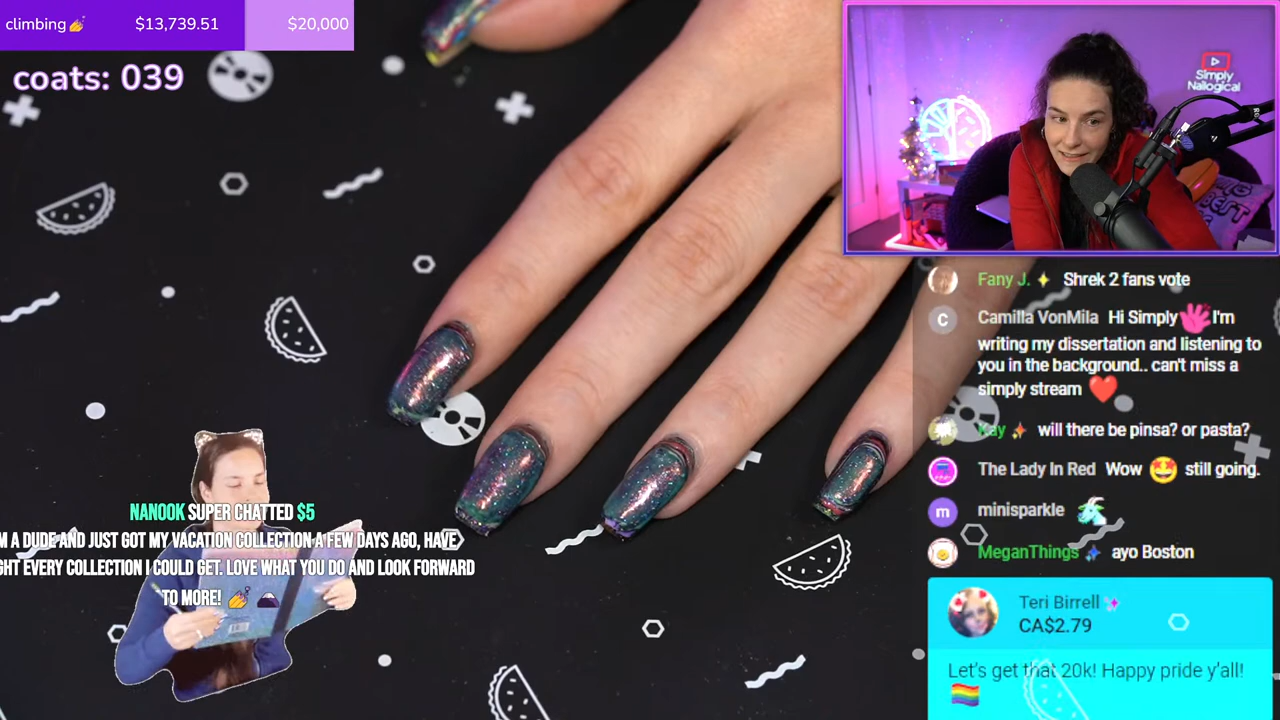 climbing💅 $13,739.51 $20,000
coats: 039
Simply
Nailogical
Fany J. Shrek 2 fans vote
Camilla VonMila Hi Simply I'm
writing my dissertation and listening to
you in the background.. can't miss a
simply stream ❤️
Kay will there be pinsa? or pasta?
The Lady In Red Wow 🤩 still going.
minisparkle
MeganThings ayo Boston
Teri Birrell
CA$2.79
Let's get that 20k! Happy pride y'all!
🏳️‍🌈
NANOOK SUPER CHATTED $5
M A DUDE AND JUST GOT MY VACATION COLLECTION A FEW DAYS AGO, HAVE
GHT EVERY COLLECTION I COULD GET. LOVE WHAT YOU DO AND LOOK FORWARD
TO MORE! 💅